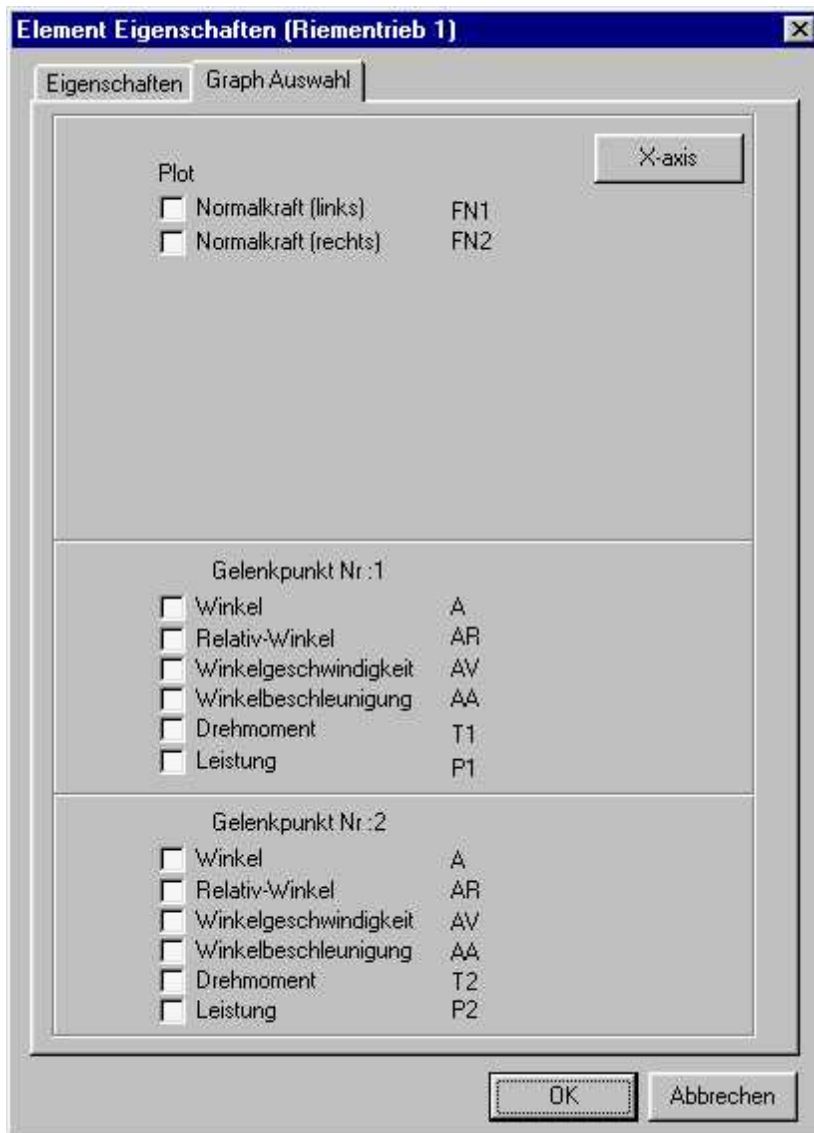 Element Eigenschaften (Riementrieb 1)
Eigenschaften Graph Auswahl
X-axis
Plot
Normalkraft (links) FN1
Normalkraft (rechts) FN2
Gelenkpunkt Nr.:1
Winkel A
Relativ-Winkel AR
Winkelgeschwindigkeit AV
Winkelbeschleunigung AA
Drehmoment T1
Leistung P1
Gelenkpunkt Nr.:2
Winkel A
Relativ-Winkel AR
Winkelgeschwindigkeit AV
Winkelbeschleunigung AA
Drehmoment T2
Leistung P2
OK Abbrechen